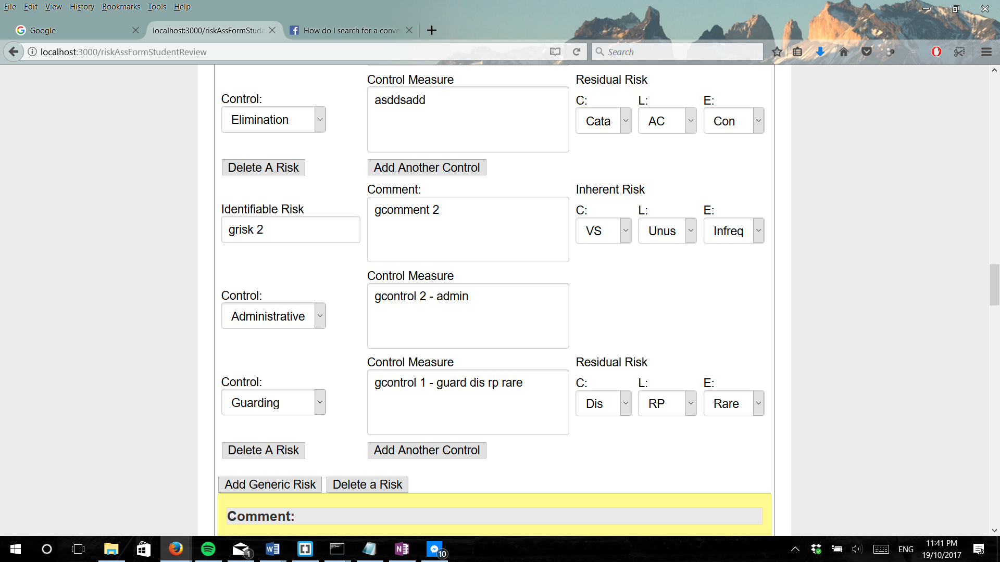 File Edit View History Bookmarks Tools Help
Google
localhost:3000/riskAssFormStude
How do I search for a conve
localhost:3000/riskAssFormStudentReview
Search
Control Measure
Residual Risk
Control:
asddsadd
C: L: E:
Elimination
Cata AC Con
Delete A Risk
Add Another Control
Comment:
Inherent Risk
Identifiable Risk
gcomment 2
C: L: E:
grisk 2
VS Unus Infreq
Control Measure
Control:
gcontrol 2 - admin
Administrative
Control Measure
Residual Risk
Control:
gcontrol 1 - guard dis rp rare
C: L: E:
Guarding
Dis RP Rare
Delete A Risk
Add Another Control
Add Generic Risk
Delete a Risk
Comment:
1
10
ENG
11:41 PM
19/10/2017